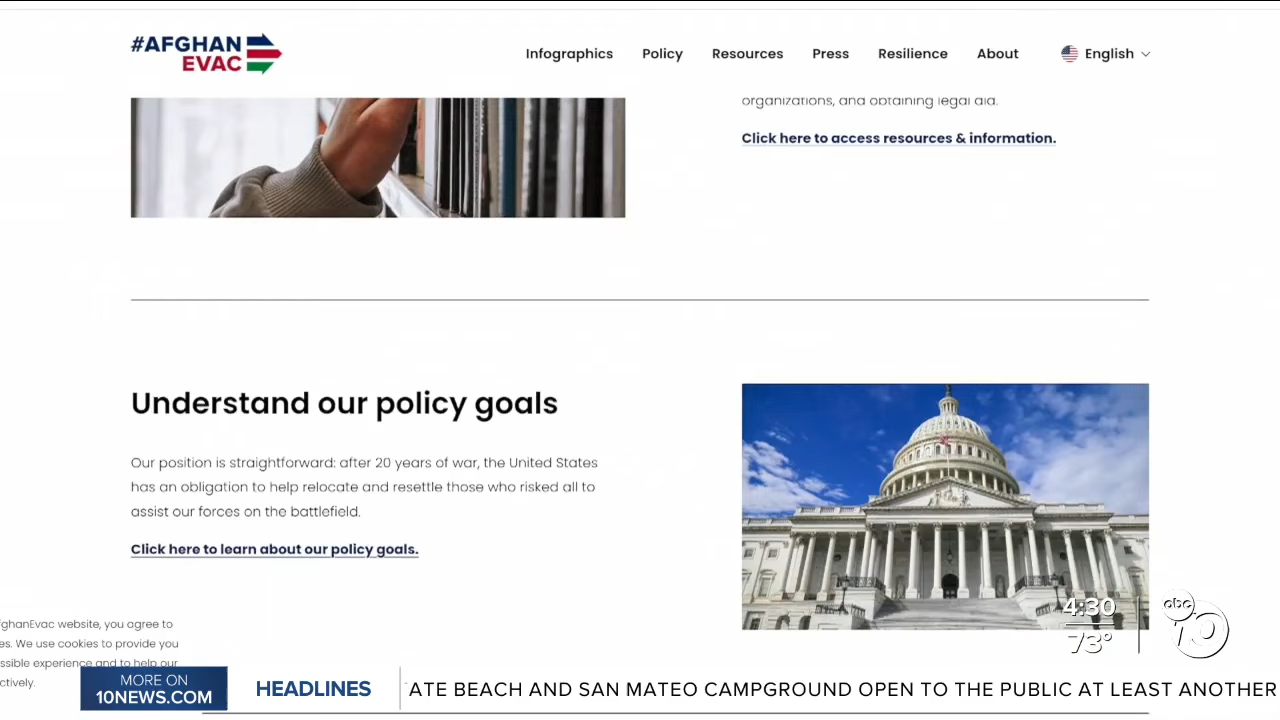 #AFGHAN
EVAC
Infographics Policy Resources Press Resilience About English
organizations, and obtaining legal aid.
Click here to access resources & information.
Understand our policy goals
Our position is straightforward: after 20 years of war, the United States
has an obligation to help relocate and resettle those who risked all to
assist our forces on the battlefield.
Click here to learn about our policy goals.
fghanEvac website, you agree to
es. We use cookies to provide you
ssible experience and to help our
ctively.
4:30
73°
abc
10
MORE ON
10NEWS.COM
HEADLINES
ATE BEACH AND SAN MATEO CAMPGROUND OPEN TO THE PUBLIC AT LEAST ANOTHER